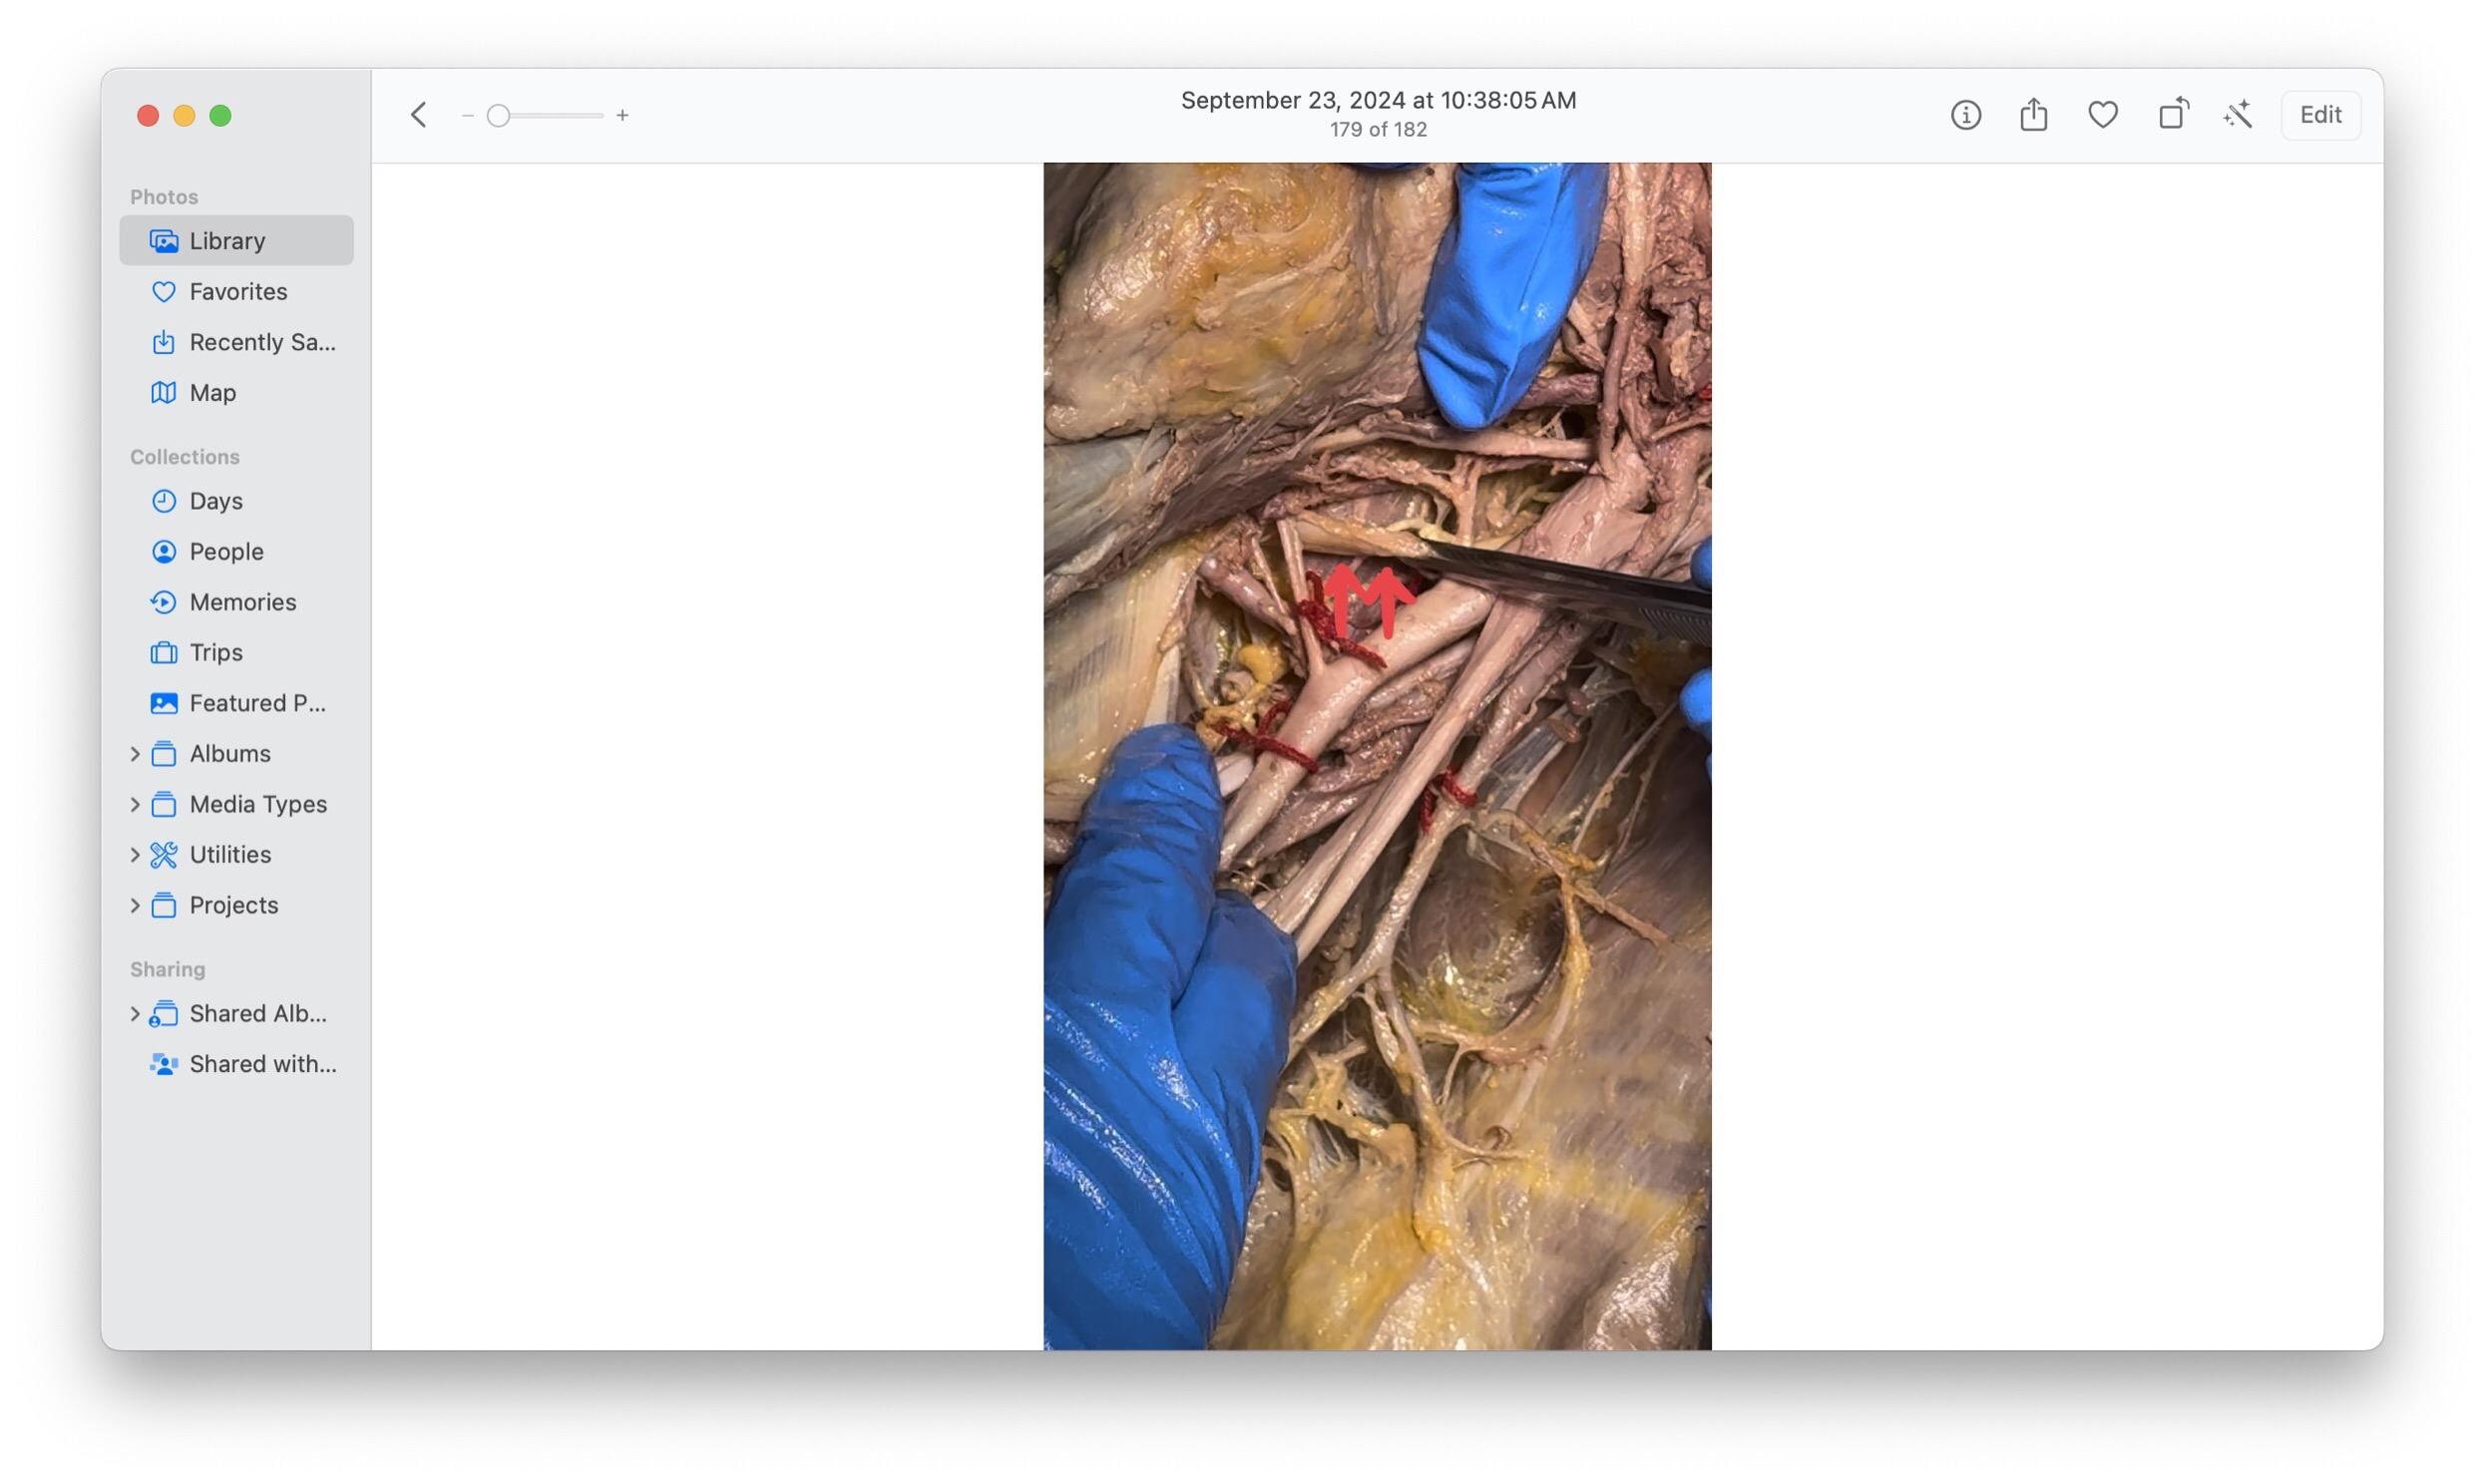 September 23, 2024 at 10:38:05 AM
179 of 182
Edit
Photos
Library
Favorites
Recently Sa...
Map
Collections
Days
People
Memories
Trips
Featured P...
Albums
Media Types
Utilities
Projects
Sharing
Shared Alb...
Shared with...